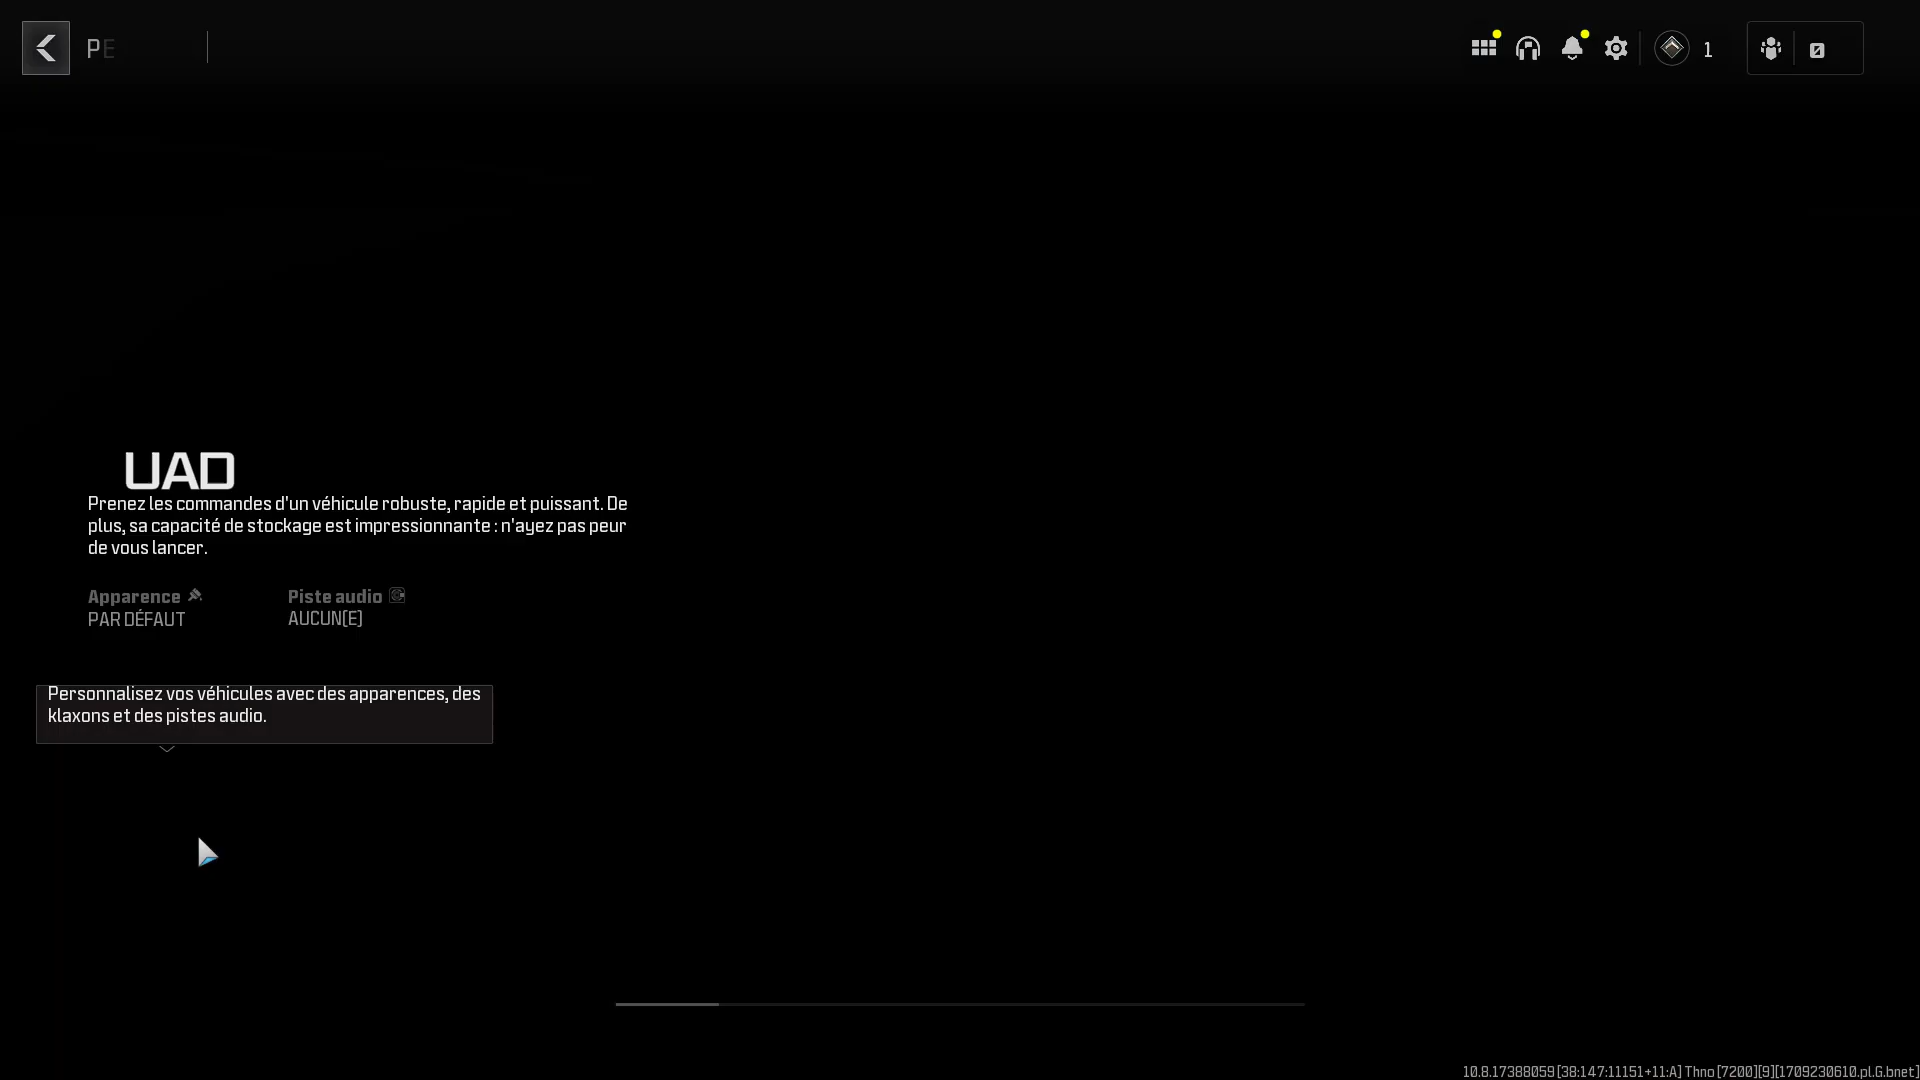 PE
1
0
UAD
Prenez les commandes d'un véhicule robuste, rapide et puissant. De
plus, sa capacité de stockage est impressionnante : n'ayez pas peur
de vous lancer.
Apparence
Piste audio
PAR DÉFAUT
AUCUN(E)
Personnalisez vos véhicules avec des apparences, des
klaxons et des pistes audio.
10.8.17388059 [38:147:11151+11:A] Thno [7200][9][1709230610.pl.G.bnet]